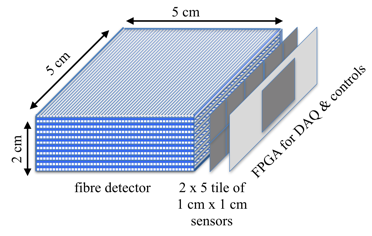 5 cm
5 cm
2 cm
fibre detector
2 x 5 tile of
1 cm x 1 cm
sensors
FPGA for DAQ & controls